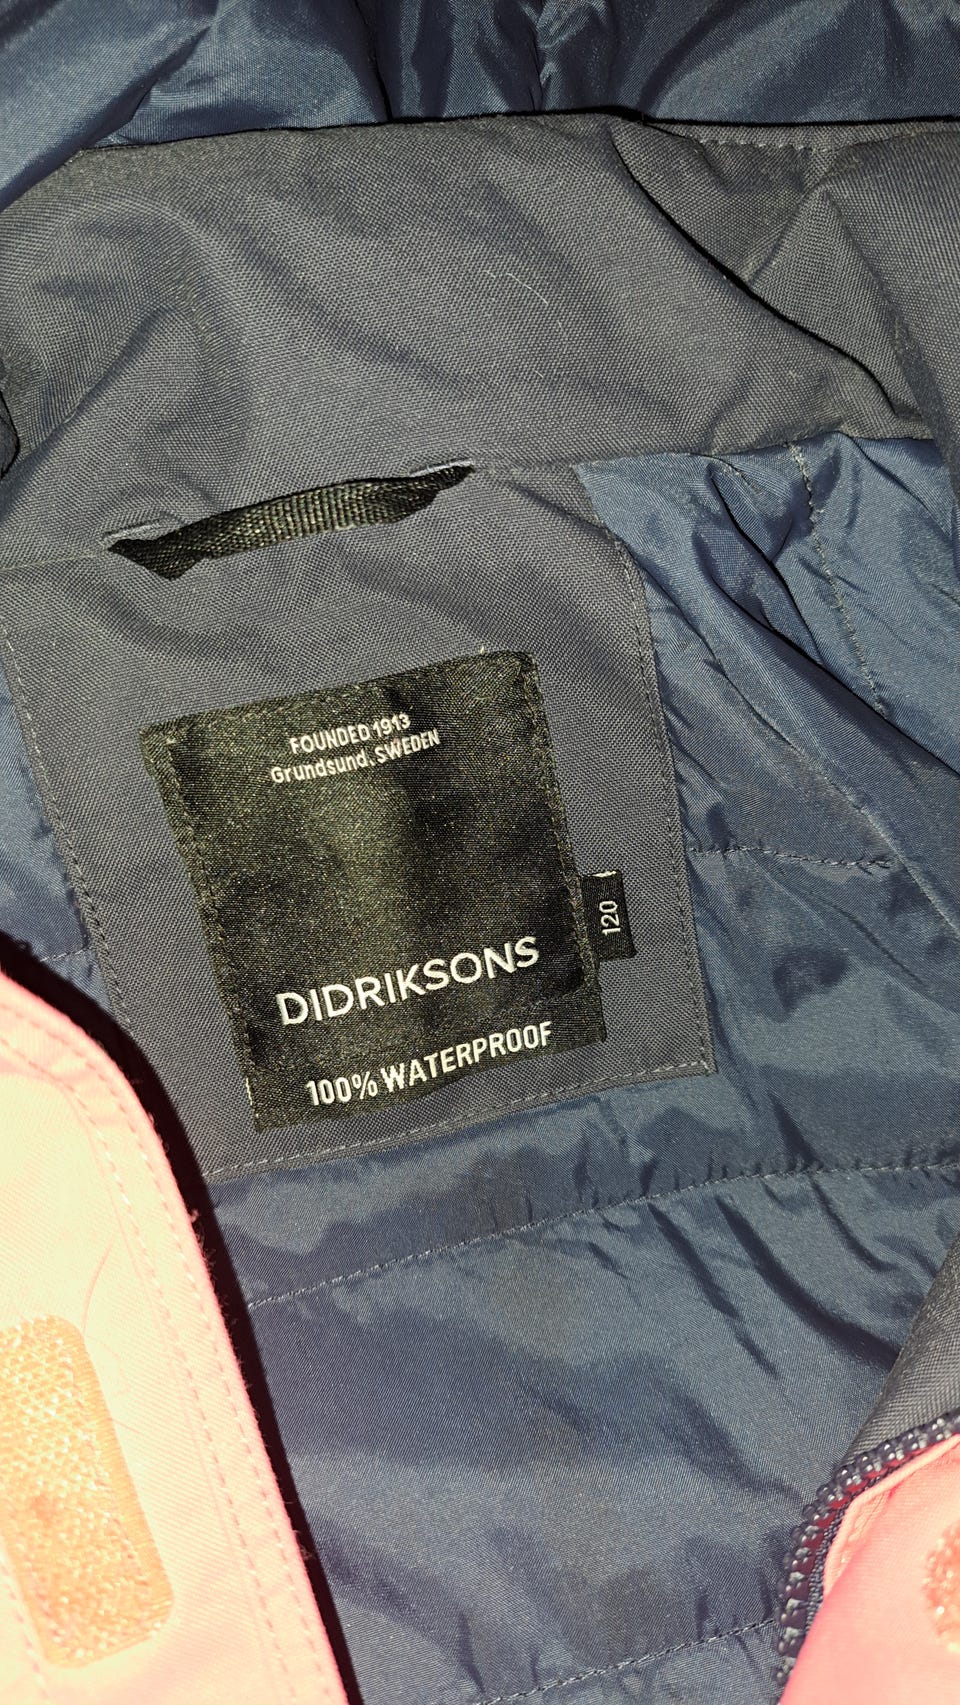 FOUNDED 1913
Grundsund. SWEDEN
120
DIDRIKSONS
100% WATERPROOF